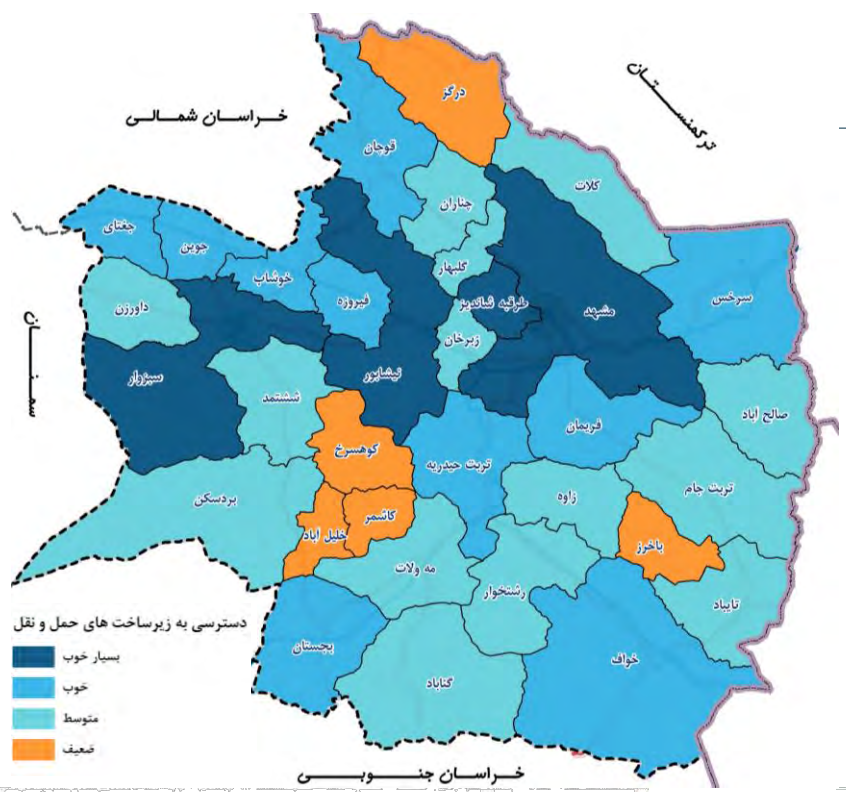 درگز
ترکمنستان
خراسان شمالی
قوچان
کلات
چناران
جغتای
جوین
گلبهار
خوشاب
فیروزه
طرقبه شاندیز
مشهد
سرخس
داورزن
زبرخان
سمنان
سبزوار
نیشابور
ششتمد
فریمان
صالح آباد
کوهسرخ
تربت حیدریه
تربت جام
بردسکن
زاوه
کاشمر
خلیل آباد
باخرز
مه ولات
رشتخوار
تایباد
دسترسی به زیرساخت های حمل و نقل
بسیار خوب
خوب
متوسط
ضعیف
بجستان
خواف
گناباد
خراسان جنوبی